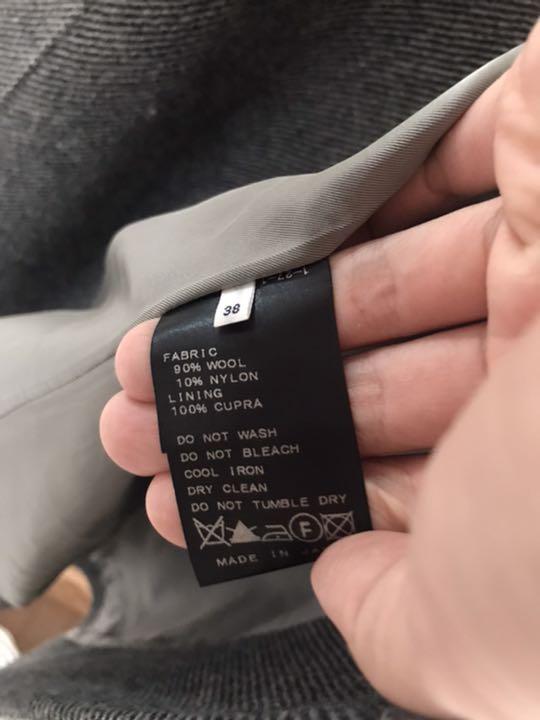 38
FABRIC
90% WOOL
10% NYLON
LINING
100% CUPRA
DO NOT WASH
DO NOT BLEACH
COOL IRON
DRY CLEAN
DO NOT TUMBLE DRY
F
MADE IN